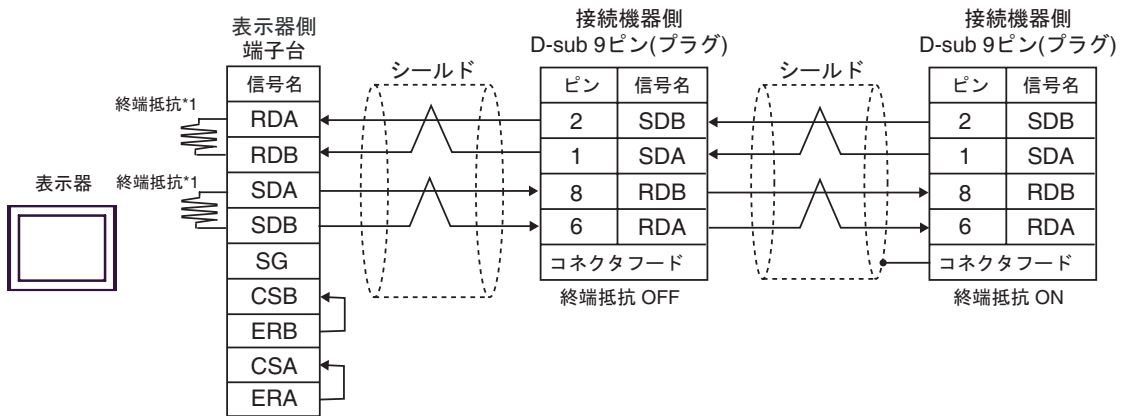 表示器側
端子台
信号名
RDA
RDB
SDA
SDB
SG
CSB
ERB
CSA
ERA
終端抵抗*1
終端抵抗*1
表示器
シールド
接続機器側
D-sub 9ピン(プラグ)
ピン 信号名
2 SDB
1 SDA
8 RDB
6 RDA
コネクタフード
終端抵抗 OFF
シールド
接続機器側
D-sub 9ピン(プラグ)
ピン 信号名
2 SDB
1 SDA
8 RDB
6 RDA
コネクタフード
終端抵抗 ON